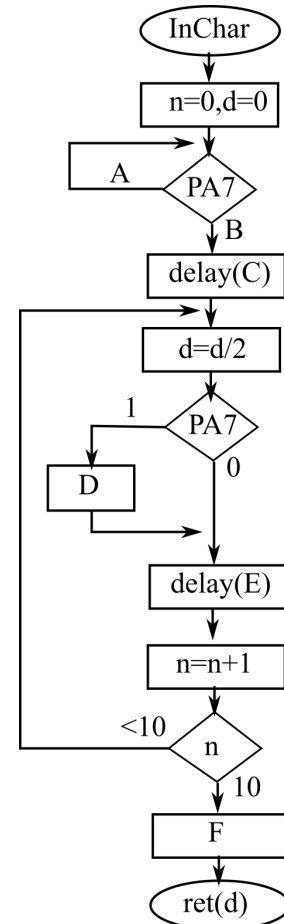 InChar
n=0,d=0
A
PA7
B
delay(C)
d=d/2
1
PA7
0
D
delay(E)
n=n+1
<10
n
10
F
ret(d)